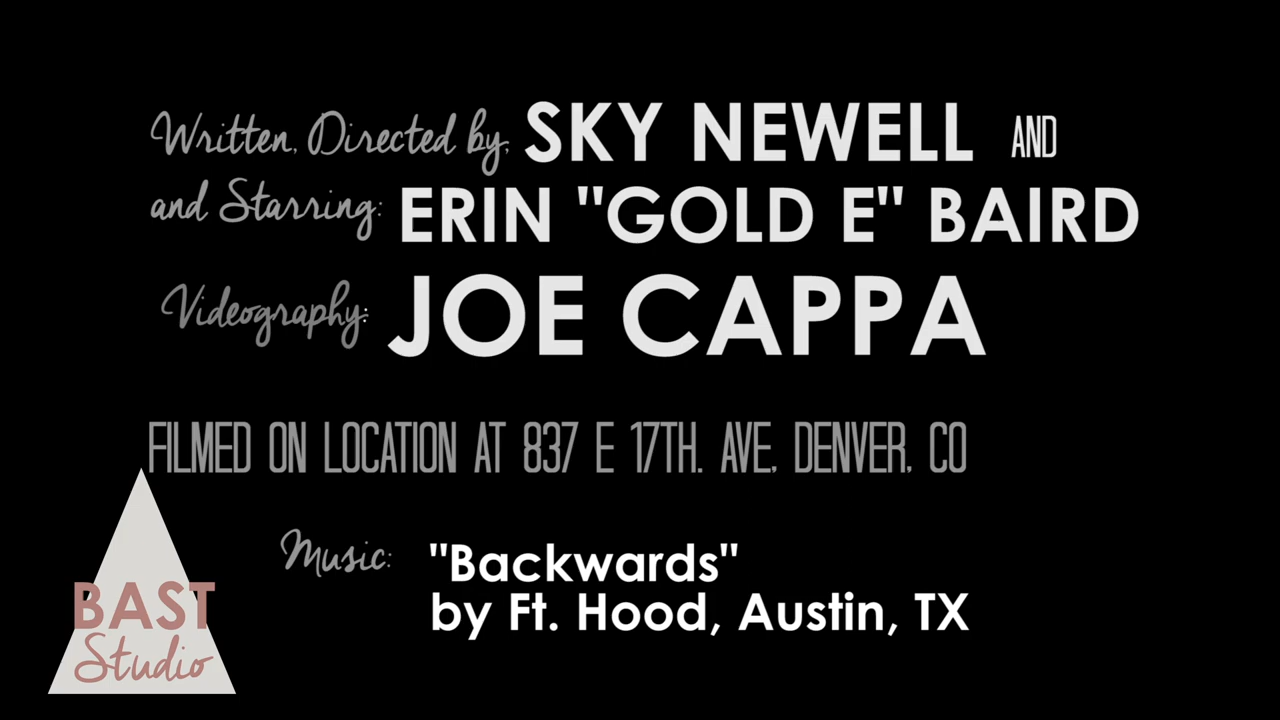 Written, Directed by, SKY NEWELL AND
and Starring: ERIN "GOLD E" BAIRD
Videography: JOE CAPPA
FILMED ON LOCATION AT 837 E 17TH. AVE, DENVER, CO
Music: "Backwards"
by Ft. Hood, Austin, TX
BAST
Studio